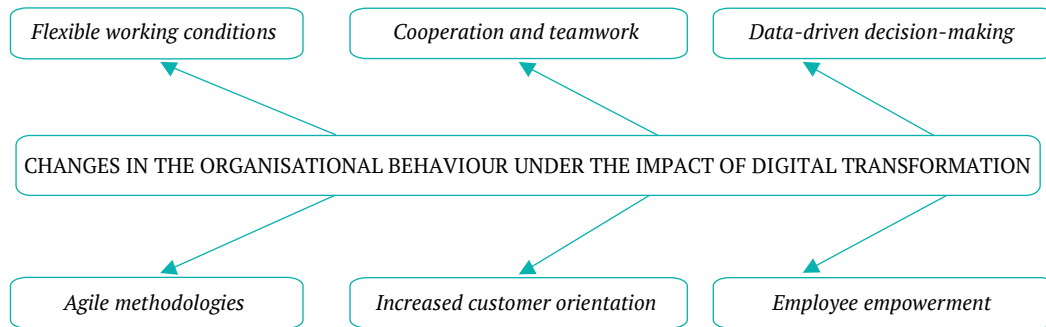 Flexible working conditions
Cooperation and teamwork
Data-driven decision-making
CHANGES IN THE ORGANISATIONAL BEHAVIOUR UNDER THE IMPACT OF DIGITAL TRANSFORMATION
Agile methodologies
Increased customer orientation
Employee empowerment